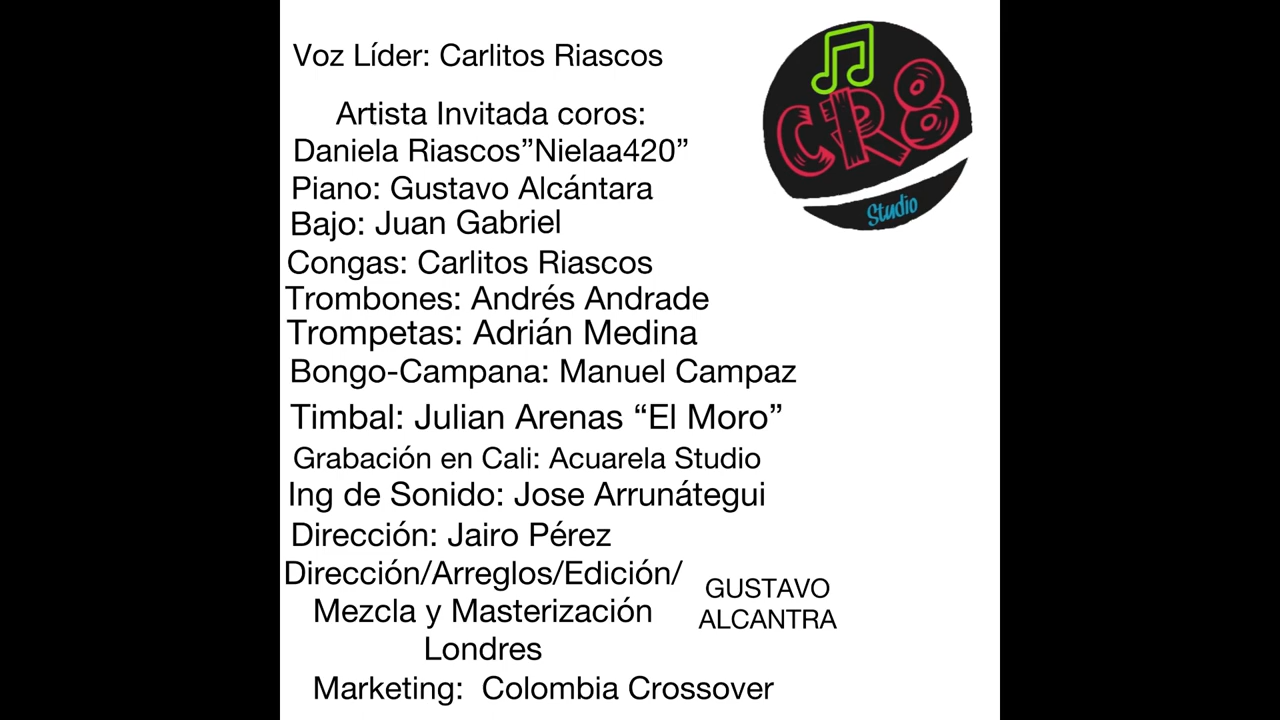 Voz Líder: Carlitos Riascos
Artista Invitada coros:
Daniela Riascos”Nielaa420”
Piano: Gustavo Alcántara
Bajo: Juan Gabriel
Congas: Carlitos Riascos
Trombones: Andrés Andrade
Trompetas: Adrián Medina
Bongo-Campana: Manuel Campaz
Timbal: Julian Arenas “El Moro”
Grabación en Cali: Acuarela Studio
Ing de Sonido: Jose Arrunátegui
Dirección: Jairo Pérez
Dirección/Arreglos/Edición/
Mezcla y Masterización
Londres
GUSTAVO
ALCANTRA
Marketing: Colombia Crossover
CR8
Studio